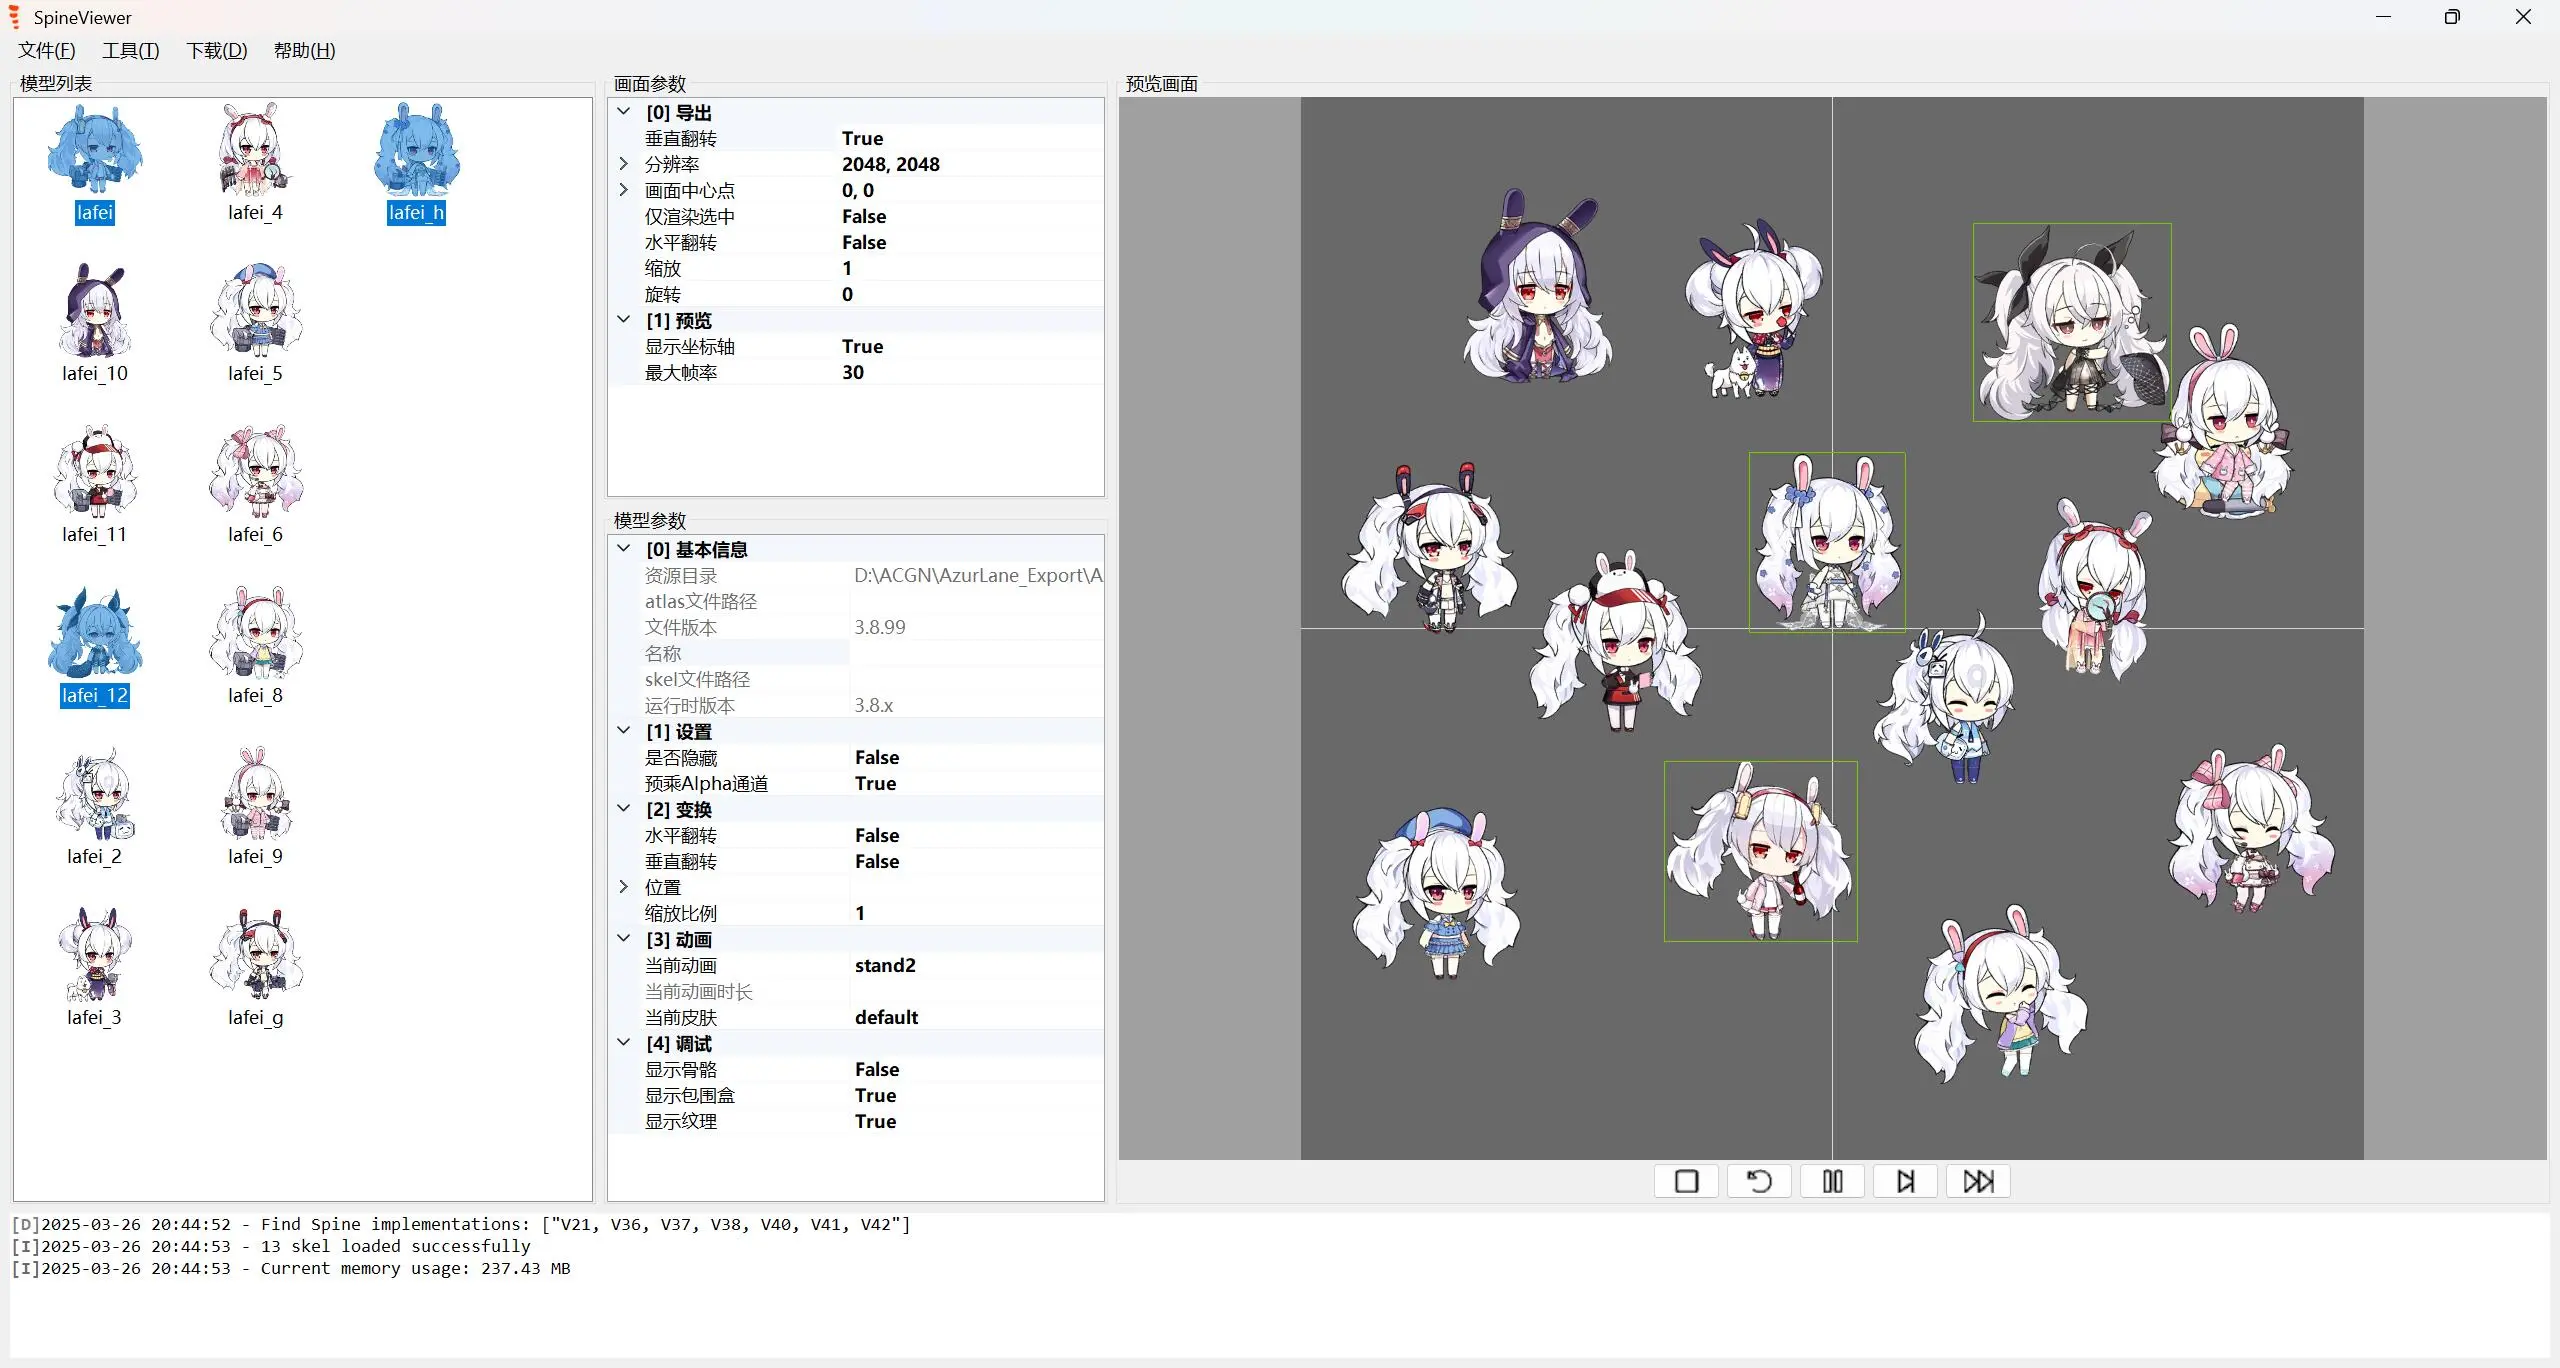 SpineViewer
文件(F) 工具(T) 下载(D) 帮助(H)
模型列表
lafei
lafei_4
lafei_h
lafei_10
lafei_5
lafei_11
lafei_6
lafei_12
lafei_8
lafei_2
lafei_9
lafei_3
lafei_g
画面参数
[0] 导出
垂直翻转 True
分辨率 2048, 2048
画面中心点 0, 0
仅渲染选中 False
水平翻转 False
缩放 1
旋转 0
[1] 预览
显示坐标轴 True
最大帧率 30
模型参数
[0] 基本信息
资源目录 D:\ACGN\AzurLane_Export\A
atlas文件路径
文件版本 3.8.99
名称
skel文件路径
运行时版本 3.8.x
[1] 设置
是否隐藏 False
预乘Alpha通道 True
[2] 变换
水平翻转 False
垂直翻转 False
位置
缩放比例 1
[3] 动画
当前动画 stand2
当前动画时长
当前皮肤 default
[4] 调试
显示骨骼 False
显示包围盒 True
显示纹理 True
预览画面
[D]2025-03-26 20:44:52 - Find Spine implementations: ["V21, V36, V37, V38, V40, V41, V42"]
[I]2025-03-26 20:44:53 - 13 skel loaded successfully
[I]2025-03-26 20:44:53 - Current memory usage: 237.43 MB